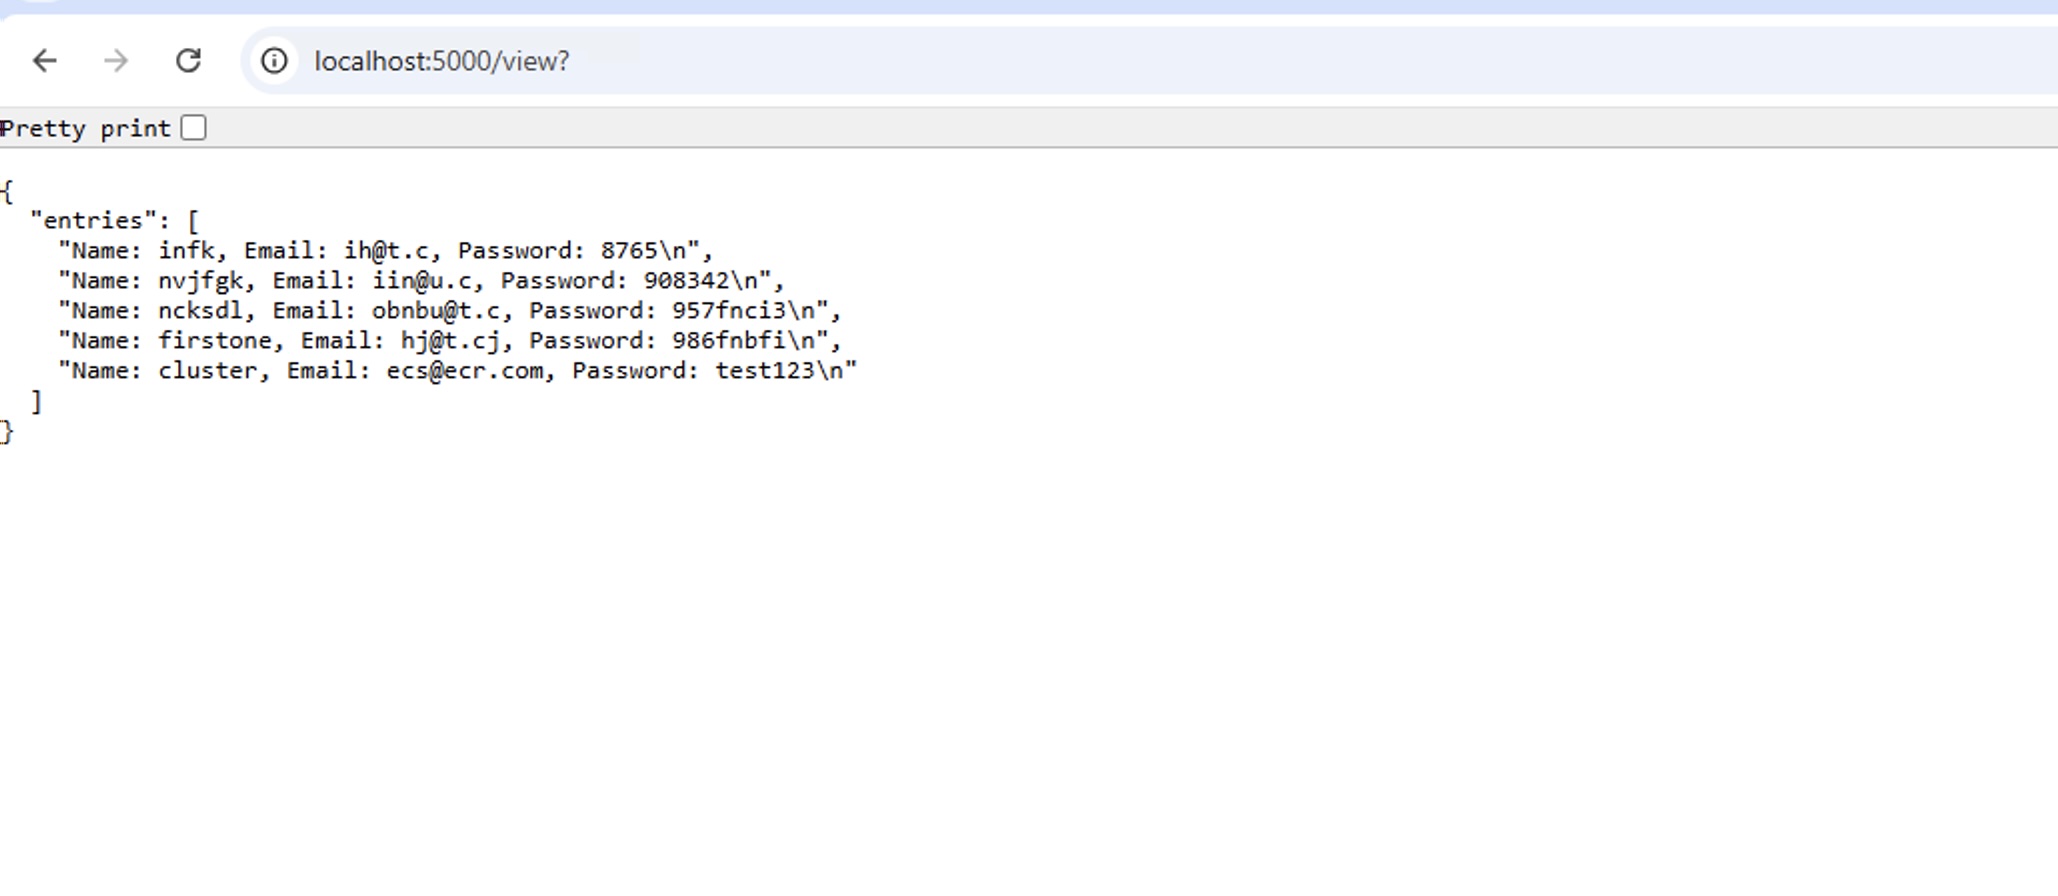 localhost:5000/view?
Pretty print
{
"entries": [
"Name: infk, Email: ih@t.c, Password: 8765\n",
"Name: nvjfgk, Email: iin@u.c, Password: 908342\n",
"Name: ncksdl, Email: obnbu@t.c, Password: 957fnci3\n",
"Name: firstone, Email: hj@t.cj, Password: 986fnbfi\n",
"Name: cluster, Email: ecs@ecr.com, Password: test123\n"
]
}